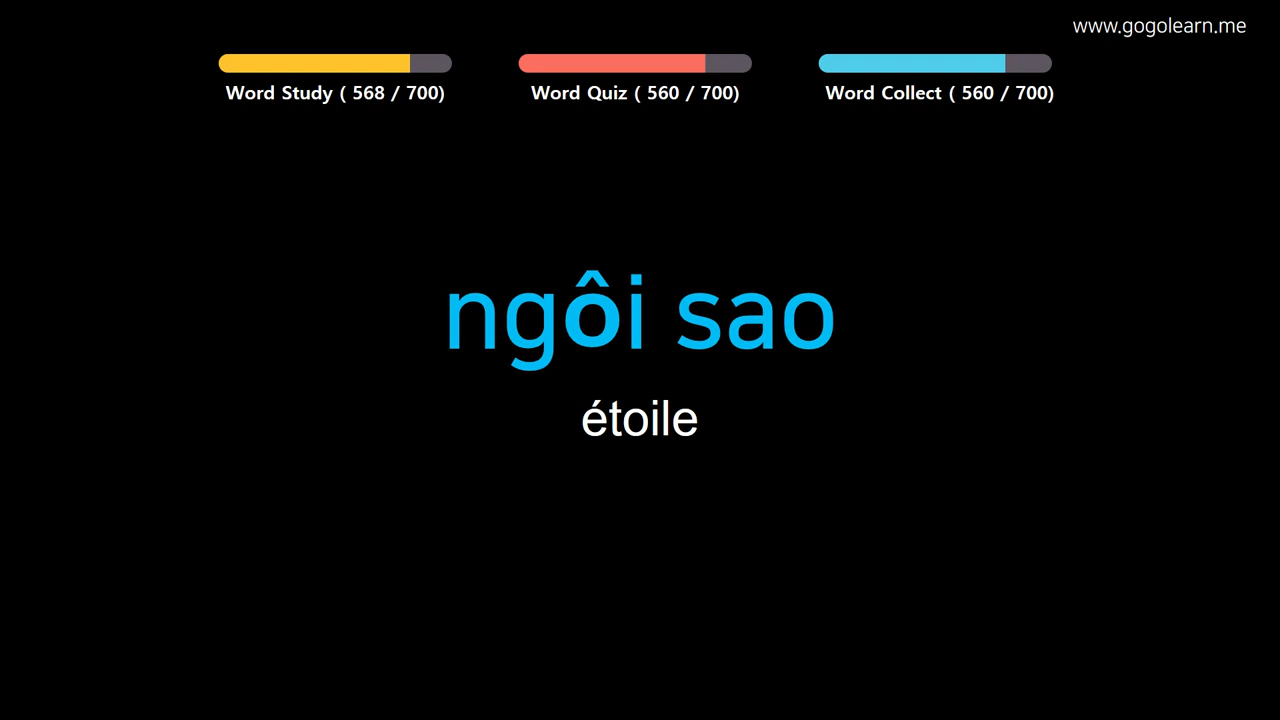 www.gogolearn.me
Word Study ( 568 / 700)
Word Quiz ( 560 / 700)
Word Collect ( 560 / 700)
ngôi sao
étoile